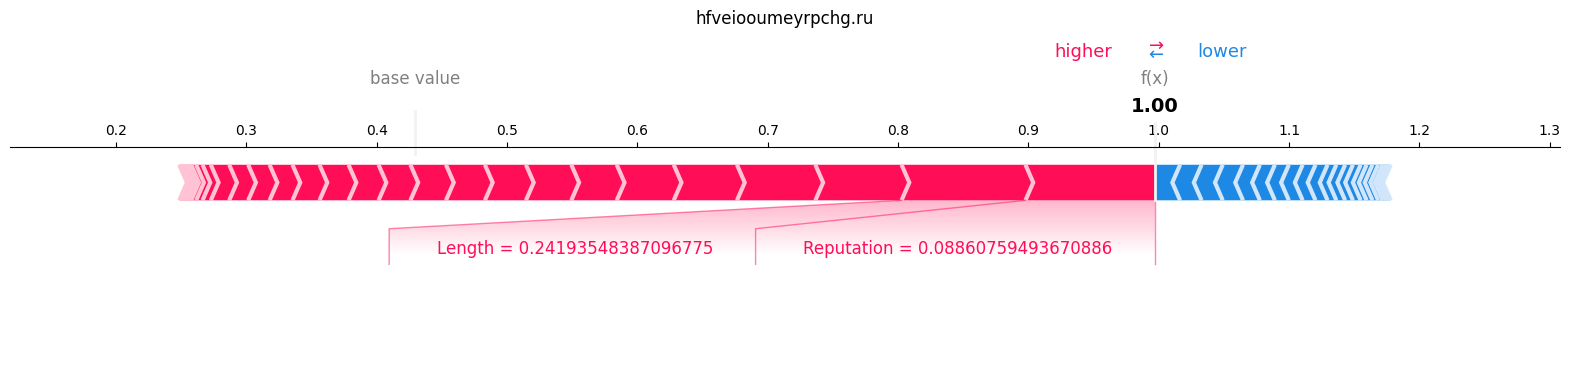 hfveiooumeyrpchg.ru
higher → ← lower
base value f(x)
1.00
0.2 0.3 0.4 0.5 0.6 0.7 0.8 0.9 1.0 1.1 1.2 1.3
Length = 0.24193548387096775 Reputation = 0.08860759493670886